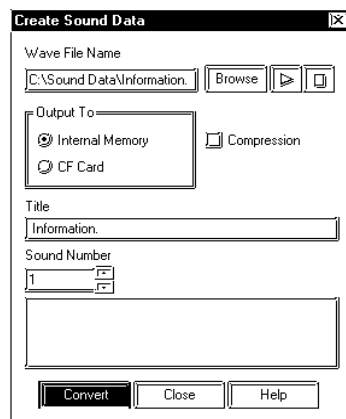 Create Sound Data
Wave File Name
C:\Sound Data\Information.
Browse
Output To
Internal Memory
Compression
CF Card
Title
Information.
Sound Number
1
Convert Close Help